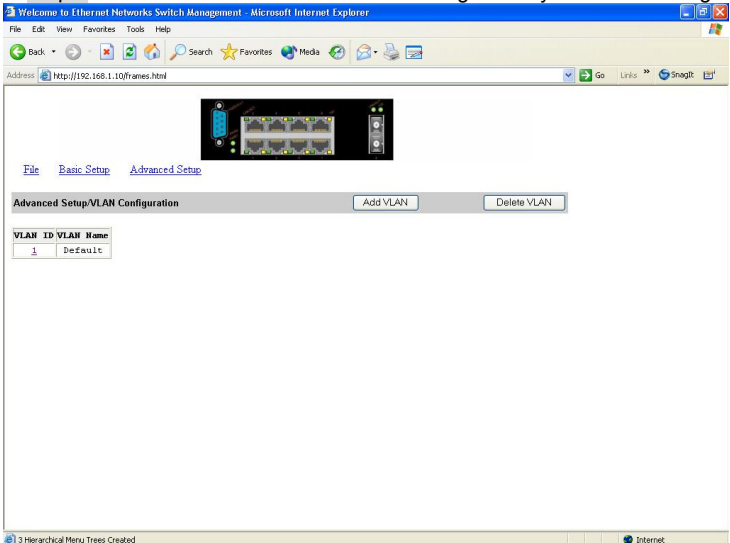 Welcome to Ethernet Networks Switch Management - Microsoft Internet Explorer
File Edit View Favorites Tools Help
Back Search Favorites Media
Address http://192.168.1.10/frames.html Go Links » SnagIt
File Basic Setup Advanced Setup
Advanced Setup/VLAN Configuration Add VLAN Delete VLAN
VLAN ID VLAN Name
1 Default
3 Hierarchical Menu Trees Created Internet